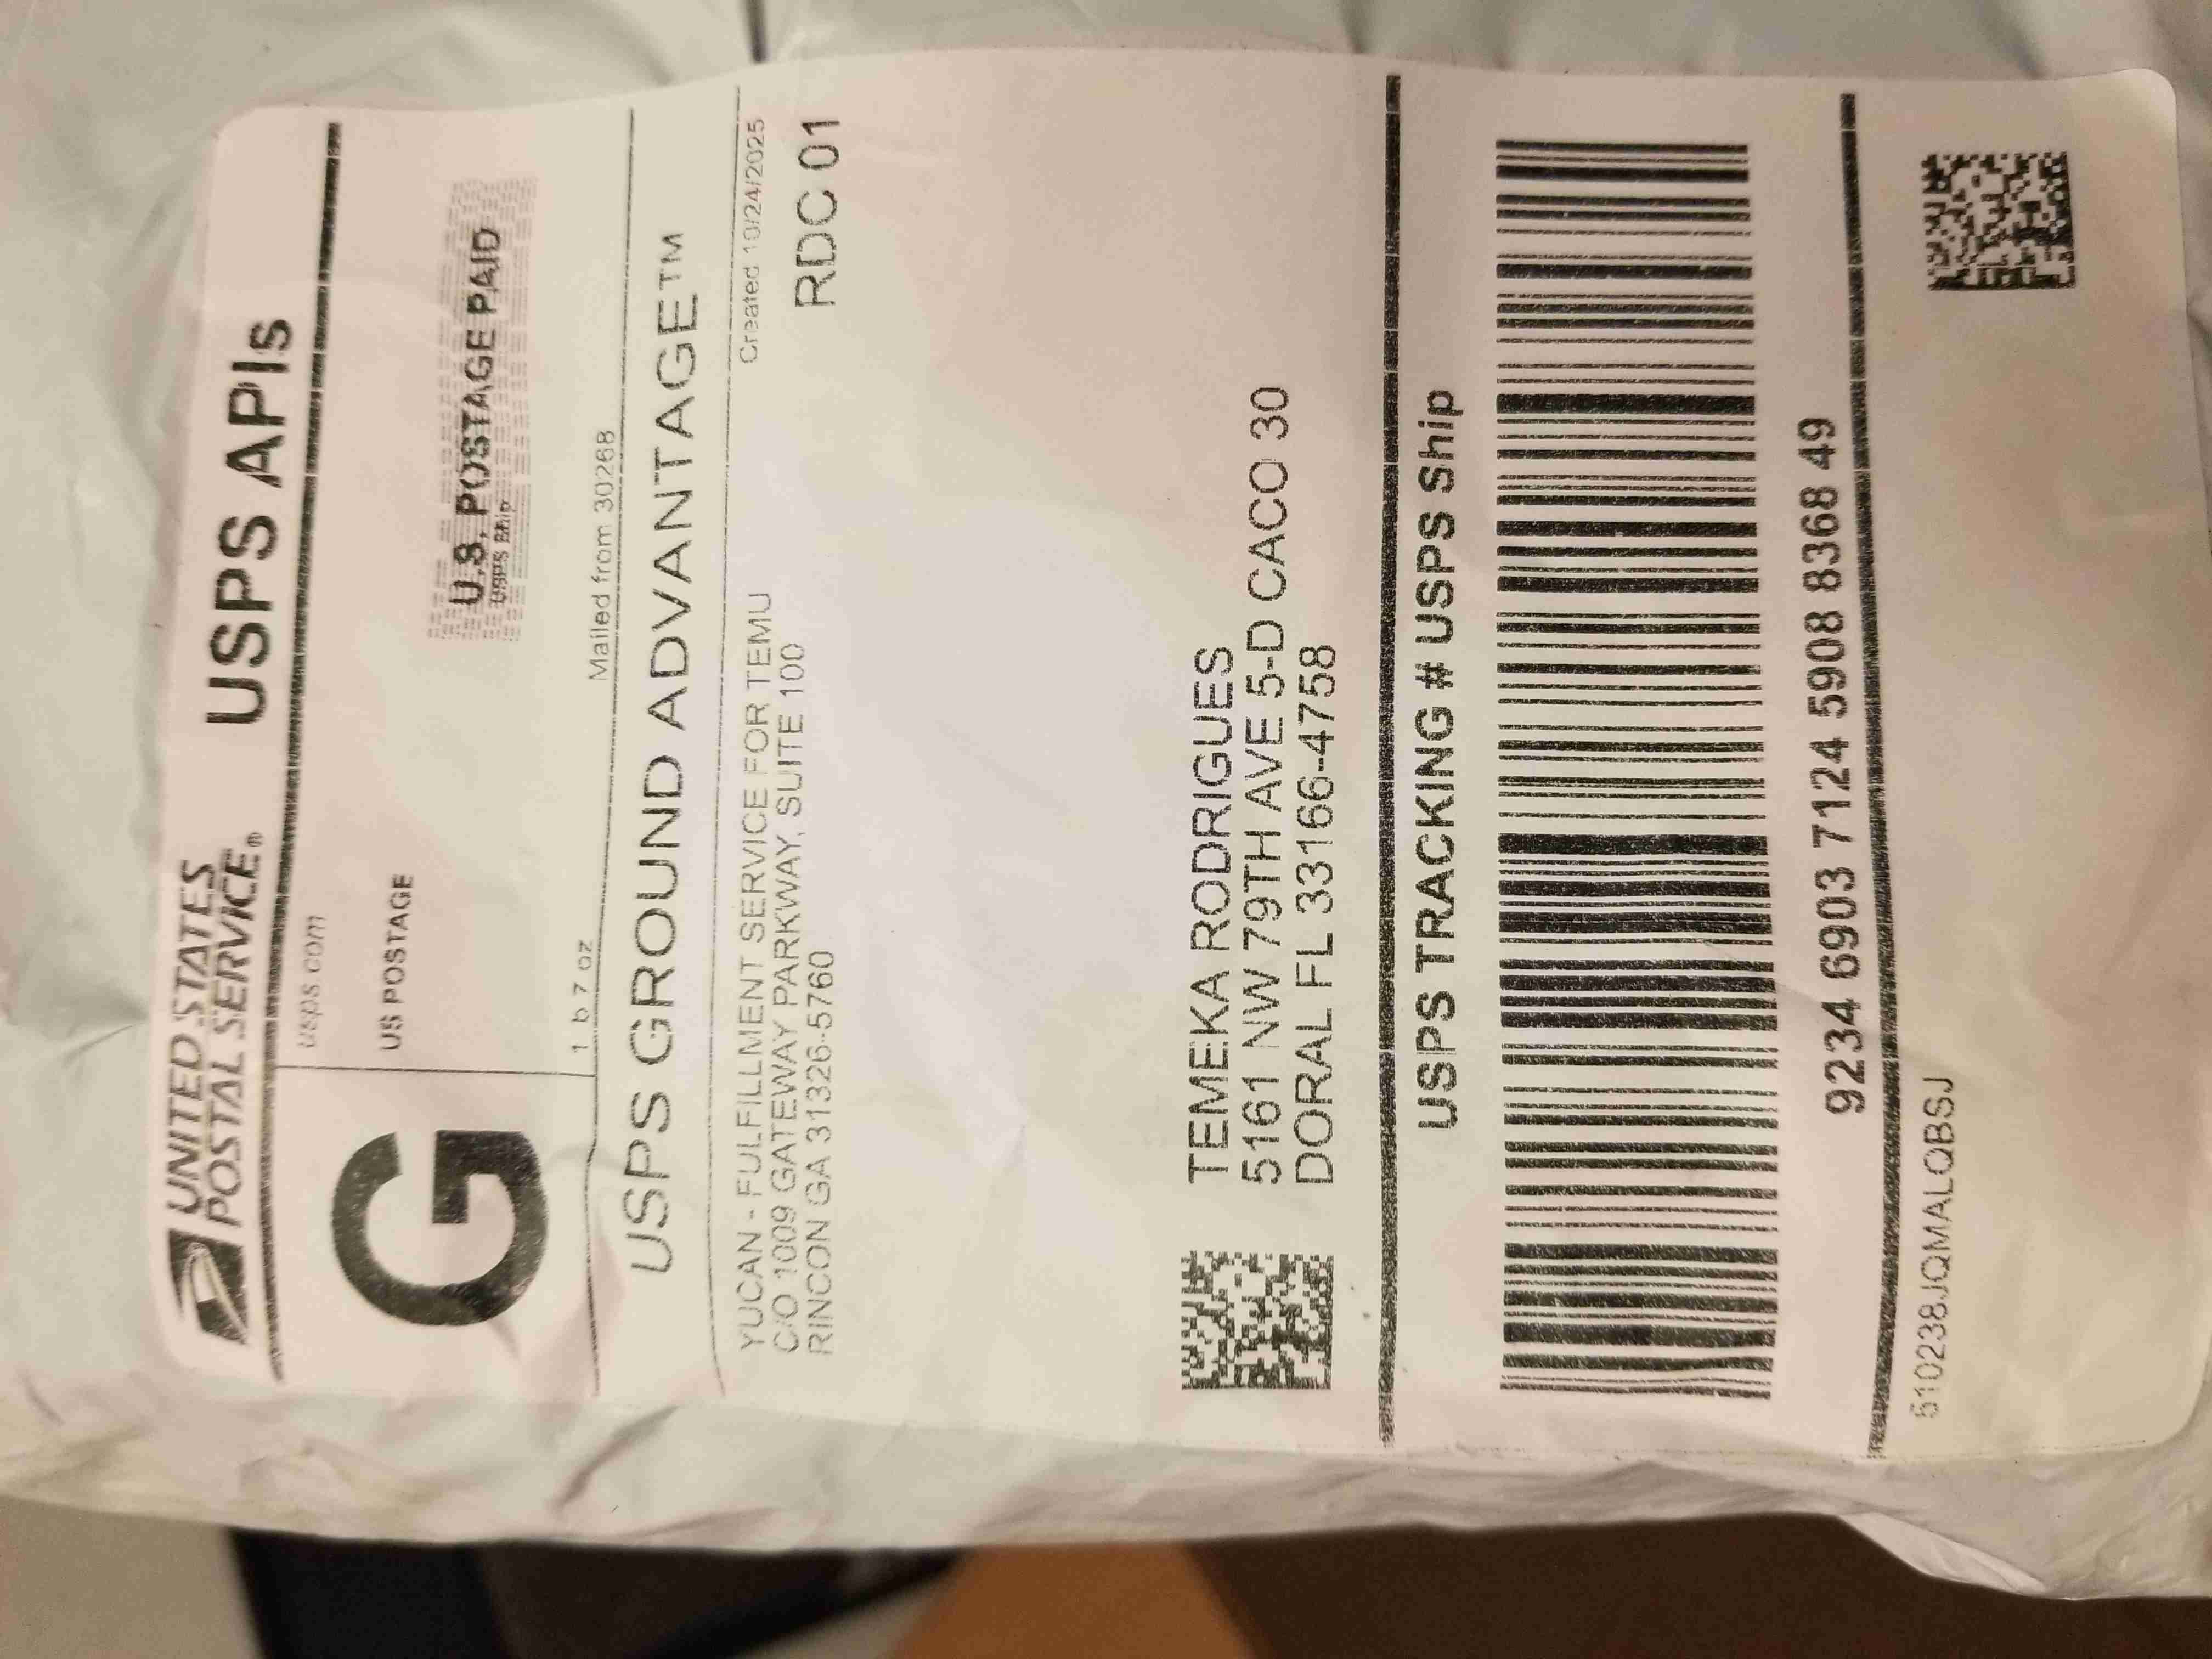 UNITED STATES
POSTAL SERVICE®
USPS APIs
G
usps com
US POSTAGE
U.S. POSTAGE PAID
USPS Ship
1 b 7 oz
Mailed from 30268
USPS GROUND ADVANTAGE™
YUCAN - FULFILLMENT SERVICE FOR TEMU
C/O 1009 GATEWAY PARKWAY, SUITE 100
RINCON GA 31326-5760
Created 10/24/2025
RDC 01
TEMEKA RODRIGUES
5161 NW 79TH AVE 5-D CACO 30
DORAL FL 33166-4758
USPS TRACKING # USPS Ship
9234 6903 7124 5908 8368 49
510238JQMALQBSJ